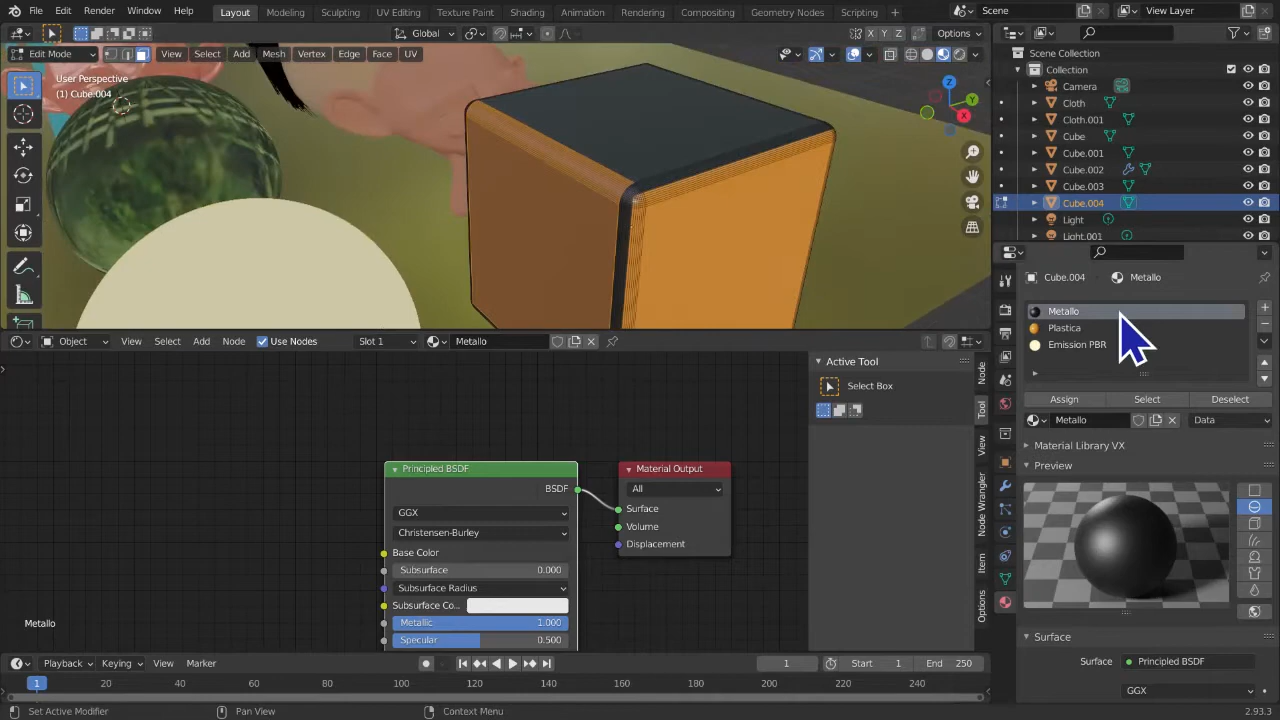 File Edit Render Window Help Layout Modeling Sculpting UV Editing Texture Paint Shading Animation Rendering Compositing Geometry Nodes Scripting + Scene View Layer
Global X Y Z Options
Edit Mode View Select Add Mesh Vertex Edge Face UV
User Perspective
(1) Cube.004
Z
Y
X
Scene Collection
Collection
Camera
Cloth
Cloth.001
Cube
Cube.001
Cube.002
Cube.003
Cube.004
Light
Light.001
Cube.004 Metallo
Metallo
Plastica
Emission PBR
Assign Select Deselect
Metallo Data
Material Library VX
Preview
Surface
Surface Principled BSDF
GGX
Object View Select Add Node Use Nodes Slot 1 Metallo
Active Tool
Select Box
Node
Tool
View
Node Wrangler
Item
Options
Principled BSDF
BSDF
GGX
Christensen-Burley
Base Color
Subsurface 0.000
Subsurface Radius
Subsurface Co...
Metallic 1.000
Specular 0.500
Material Output
All
Surface
Volume
Displacement
Metallo
Playback Keying View Marker 1 Start 1 End 250
1 20 40 60 80 100 120 140 160 180 200 220 240
Set Active Modifier Pan View Context Menu 2.93.3